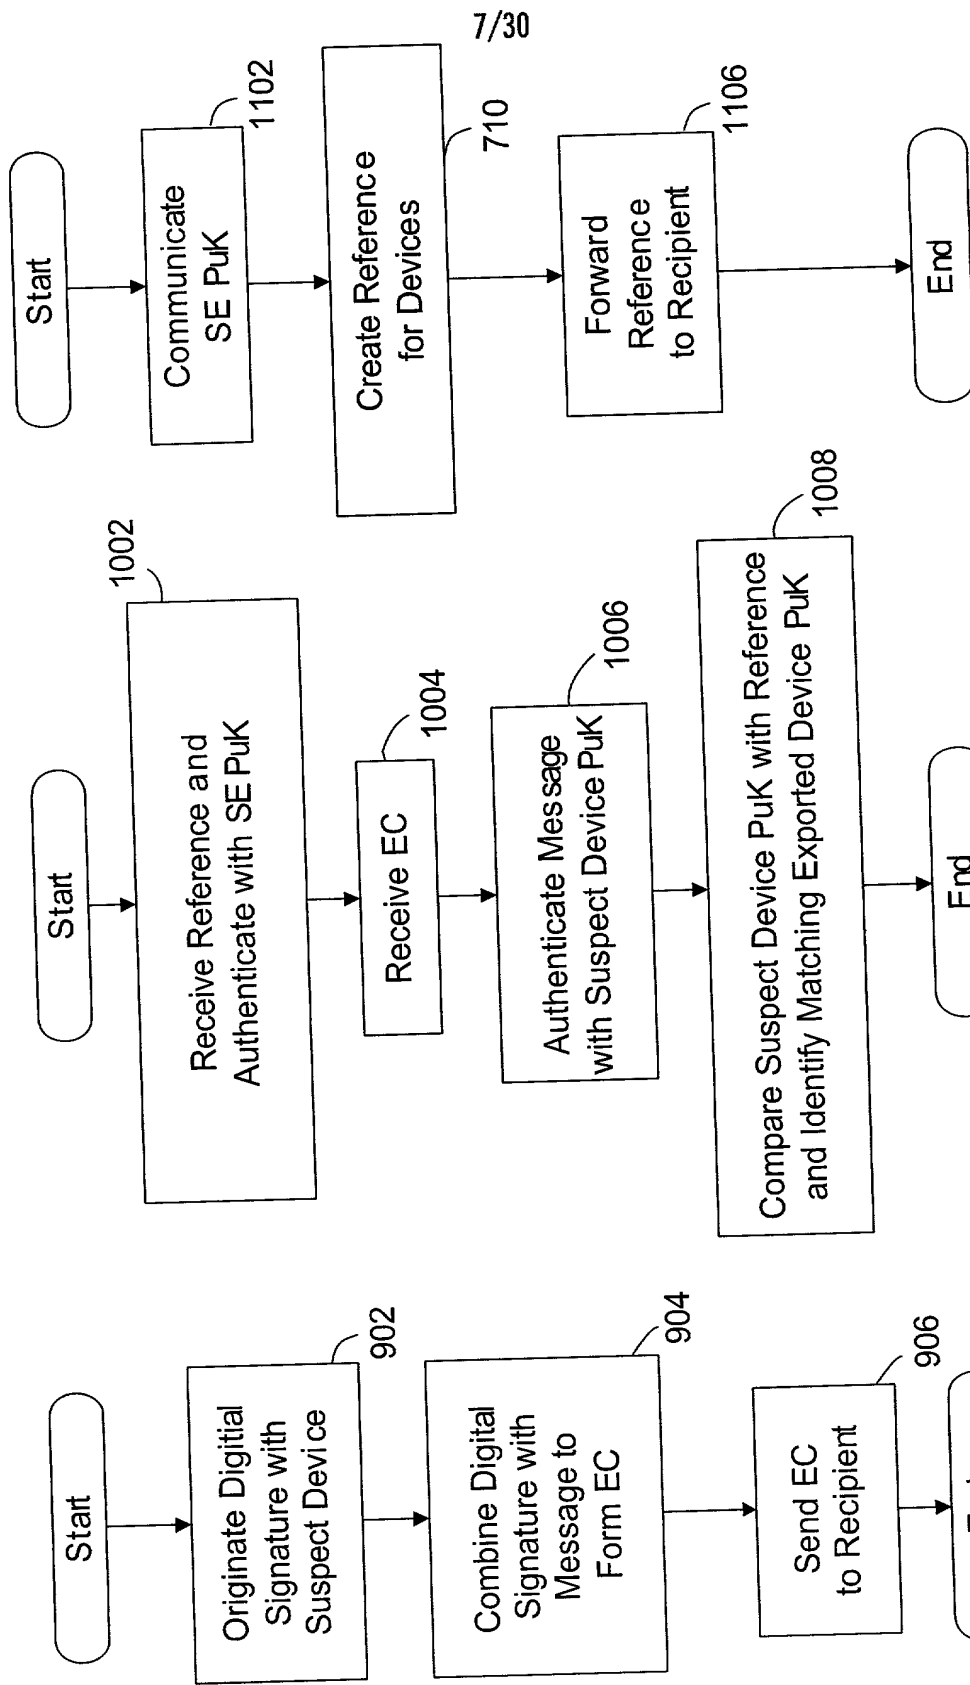 7/30
Start
Originate Digitial
Signature with
Suspect Device
902
Combine Digital
Signature with
Message to
Form EC
904
Send EC
to Recipient
906
Start
Receive Reference and
Authenticate with SE PuK
1002
Receive EC
1004
Authenticate Message
with Suspect Device PuK
1006
Compare Suspect Device PuK with Reference
and Identify Matching Exported Device PuK
1008
End
Start
Communicate
SE PuK
1102
Create Reference
for Devices
710
Forward
Reference
to Recipient
1106
End